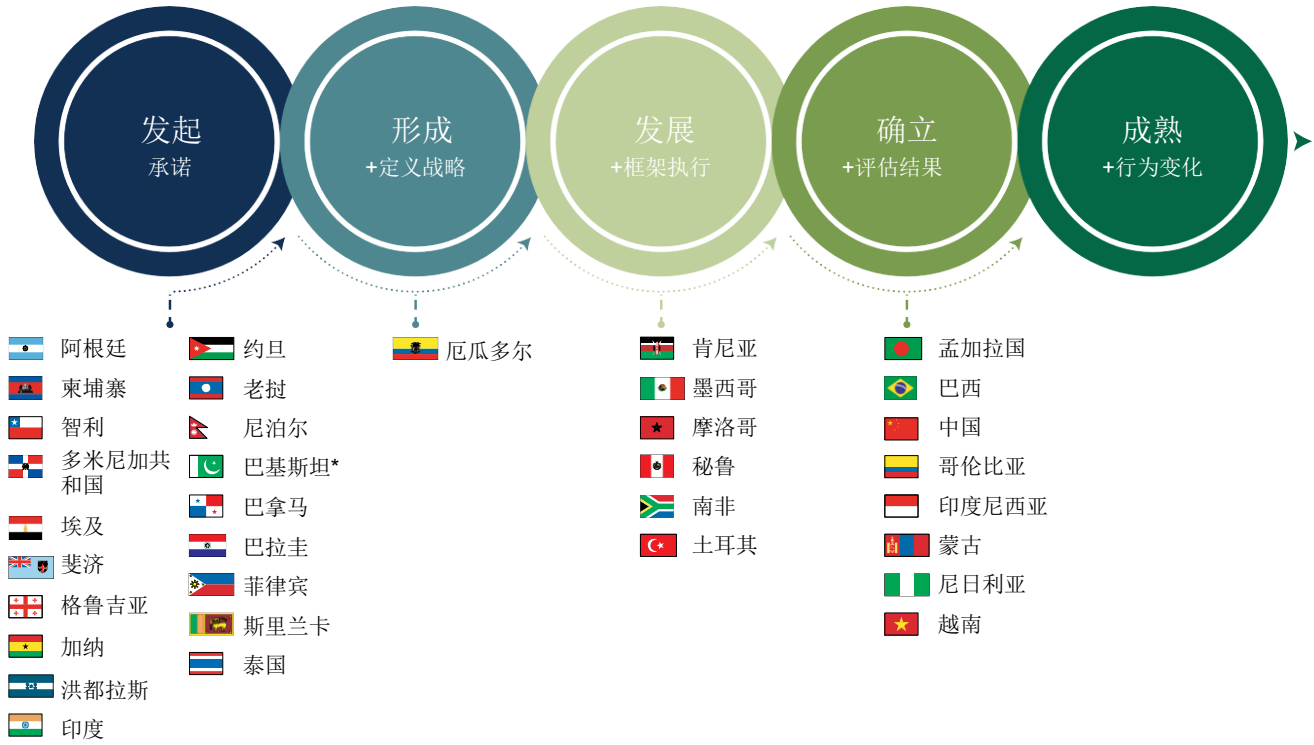 发起
承诺
形成
+定义战略
发展
+框架执行
确立
+评估结果
成熟
+行为变化
阿根廷
柬埔寨
智利
多米尼加共
和国
埃及
斐济
格鲁吉亚
加纳
洪都拉斯
印度
约旦
老挝
尼泊尔
巴基斯坦*
巴拿马
巴拉圭
菲律宾
斯里兰卡
泰国
厄瓜多尔
肯尼亚
墨西哥
摩洛哥
秘鲁
南非
土耳其
孟加拉国
巴西
中国
哥伦比亚
印度尼西亚
蒙古
尼日利亚
越南